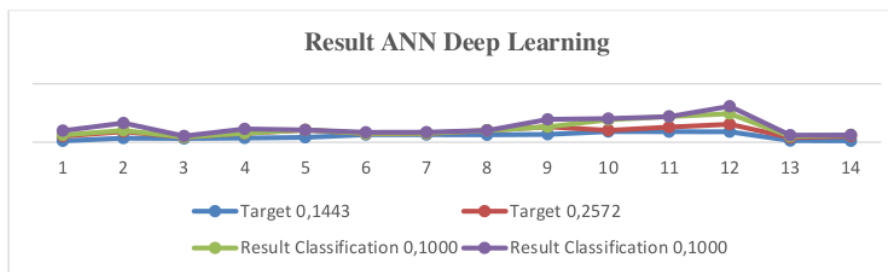 Result ANN Deep Learning
1 2 3 4 5 6 7 8 9 10 11 12 13 14
Target 0,1443 Target 0,2572
Result Classification 0,1000 Result Classification 0,1000